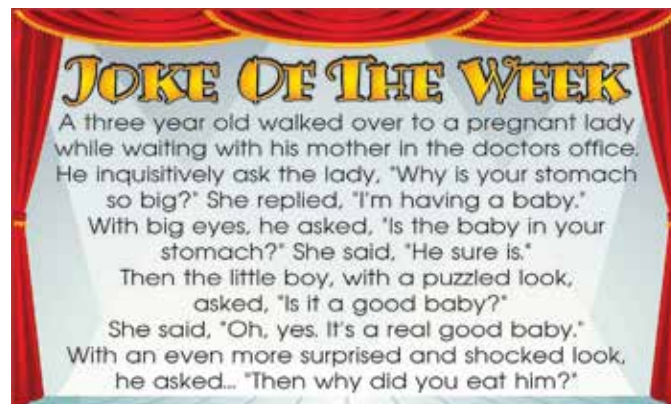 JOKE OF THE WEEK
A three year old walked over to a pregnant lady
while waiting with his mother in the doctors office.
He inquisitively ask the lady, "Why is your stomach
so big?" She replied, "I'm having a baby."
With big eyes, he asked, "Is the baby in your
stomach?" She said, "He sure is."
Then the little boy, with a puzzled look,
asked, "Is it a good baby?"
She said, "Oh, yes. It's a real good baby."
With an even more surprised and shocked look,
he asked... "Then why did you eat him?"